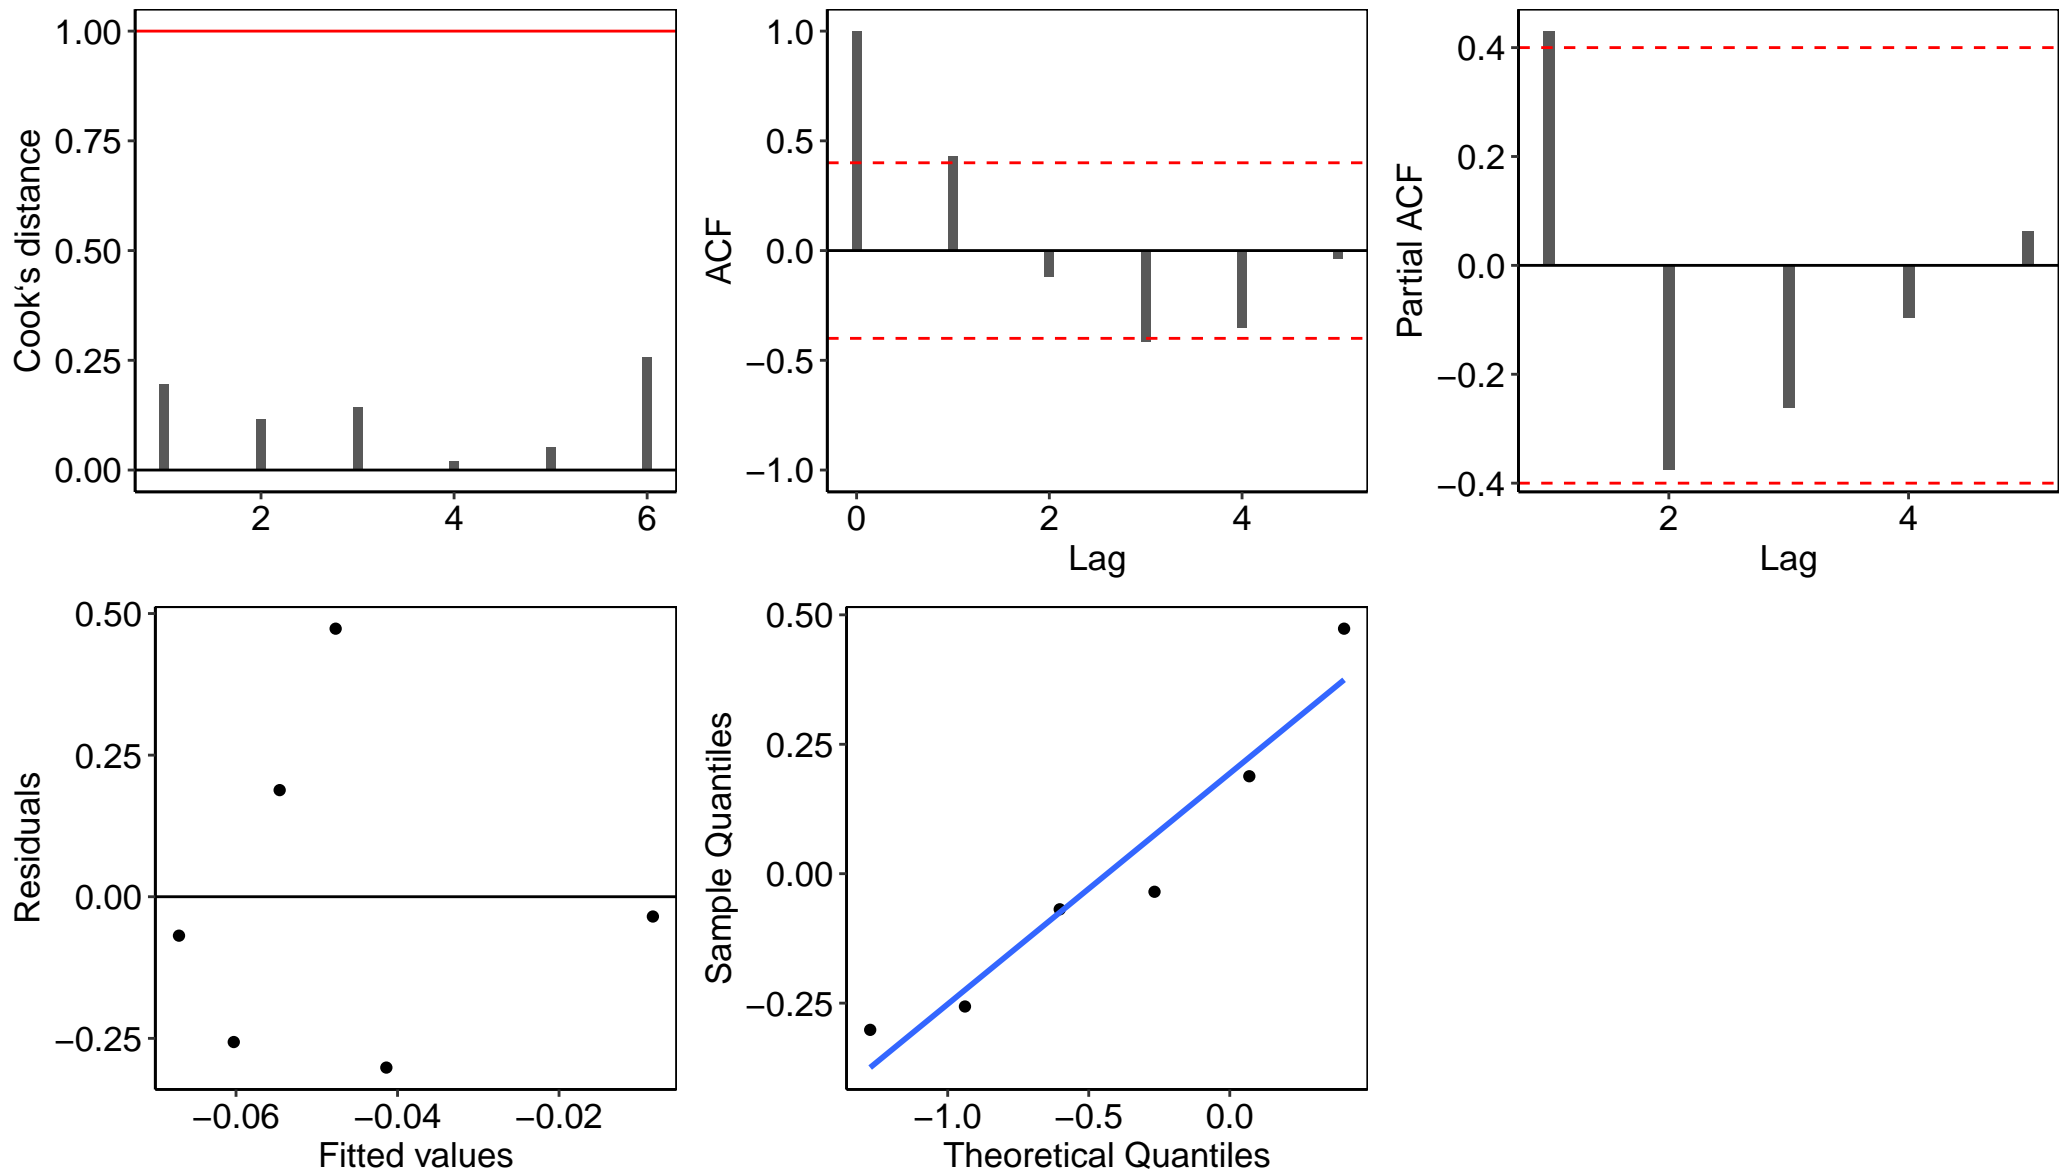 Cook‘s distance
1.00
0.75
0.50
0.25
0.00
2 4 6
ACF
1.0
0.5
0.0
−0.5
−1.0
0 2 4
Lag
Partial ACF
0.4
0.2
0.0
−0.2
−0.4
2 4
Lag
Residuals
0.50
0.25
0.00
−0.25
−0.06 −0.04 −0.02
Fitted values
Sample Quantiles
0.50
0.25
0.00
−0.25
−1.0 −0.5 0.0
Theoretical Quantiles